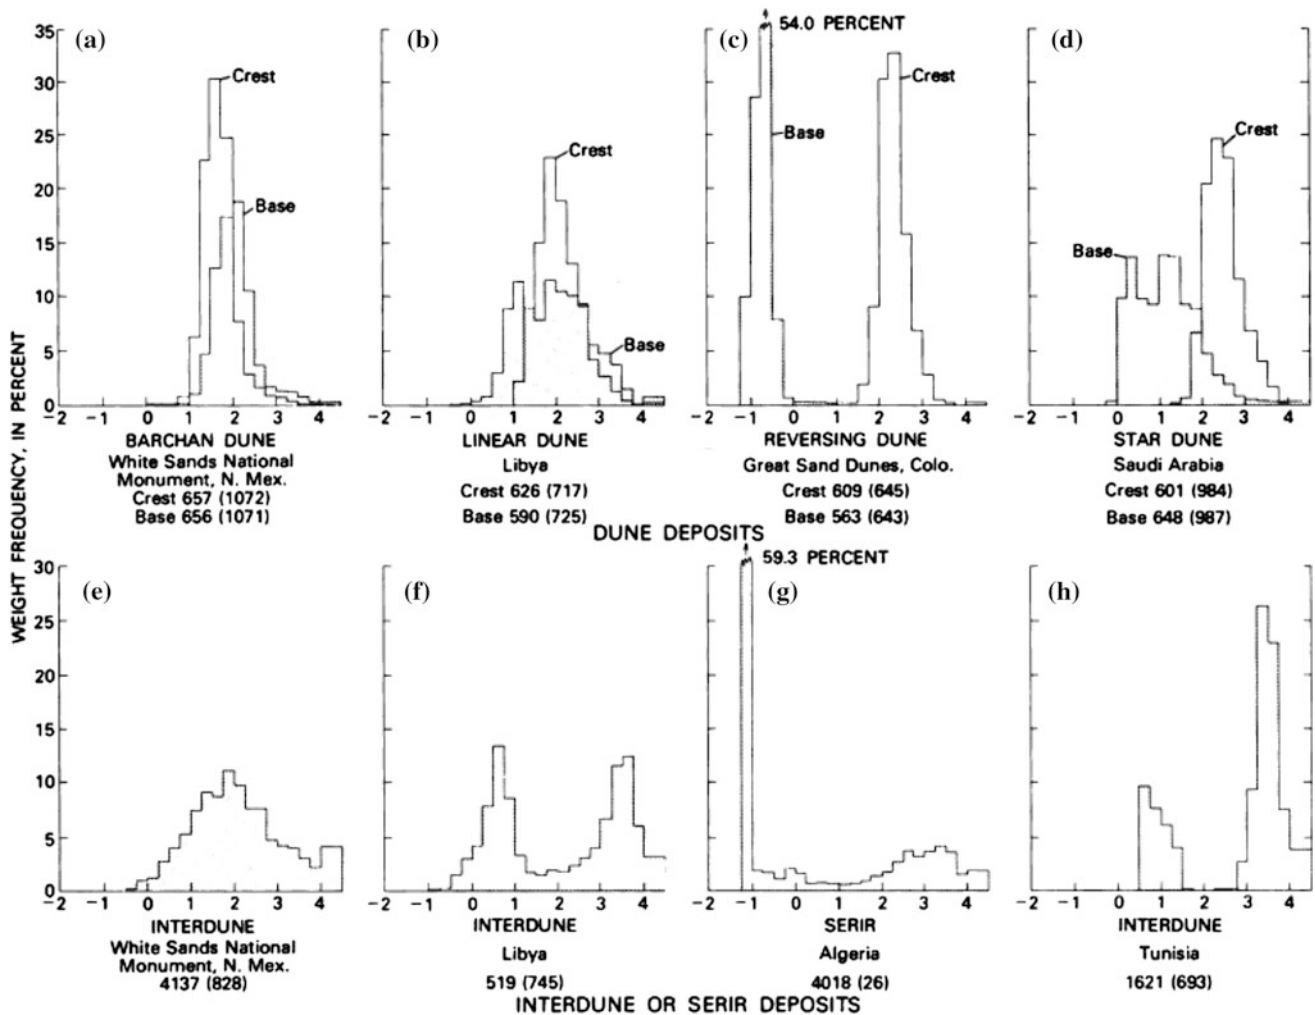 WEIGHT FREQUENCY, IN PERCENT
35
30
25
20
15
10
5
0
(a)
Crest
Base
-2 -1 0 1 2 3 4
BARCHAN DUNE
White Sands National
Monument, N. Mex.
Crest 657 (1072)
Base 656 (1071)
(b)
Crest
Base
-2 -1 0 1 2 3 4
LINEAR DUNE
Libya
Crest 626 (717)
Base 590 (725)
(c)
54.0 PERCENT
Crest
Base
-2 -1 0 1 2 3 4
REVERSING DUNE
Great Sand Dunes, Colo.
Crest 609 (645)
Base 563 (643)
(d)
Crest
Base
-2 -1 0 1 2 3 4
STAR DUNE
Saudi Arabia
Crest 601 (984)
Base 648 (987)
DUNE DEPOSITS
30
25
20
15
10
5
0
(e)
-2 -1 0 1 2 3 4
INTERDUNE
White Sands National
Monument, N. Mex.
4137 (828)
(f)
-2 -1 0 1 2 3 4
INTERDUNE
Libya
519 (745)
59.3 PERCENT
(g)
-2 -1 0 1 2 3 4
SERIR
Algeria
4018 (26)
(h)
-2 -1 0 1 2 3 4
INTERDUNE
Tunisia
1621 (693)
INTERDUNE OR SERIR DEPOSITS